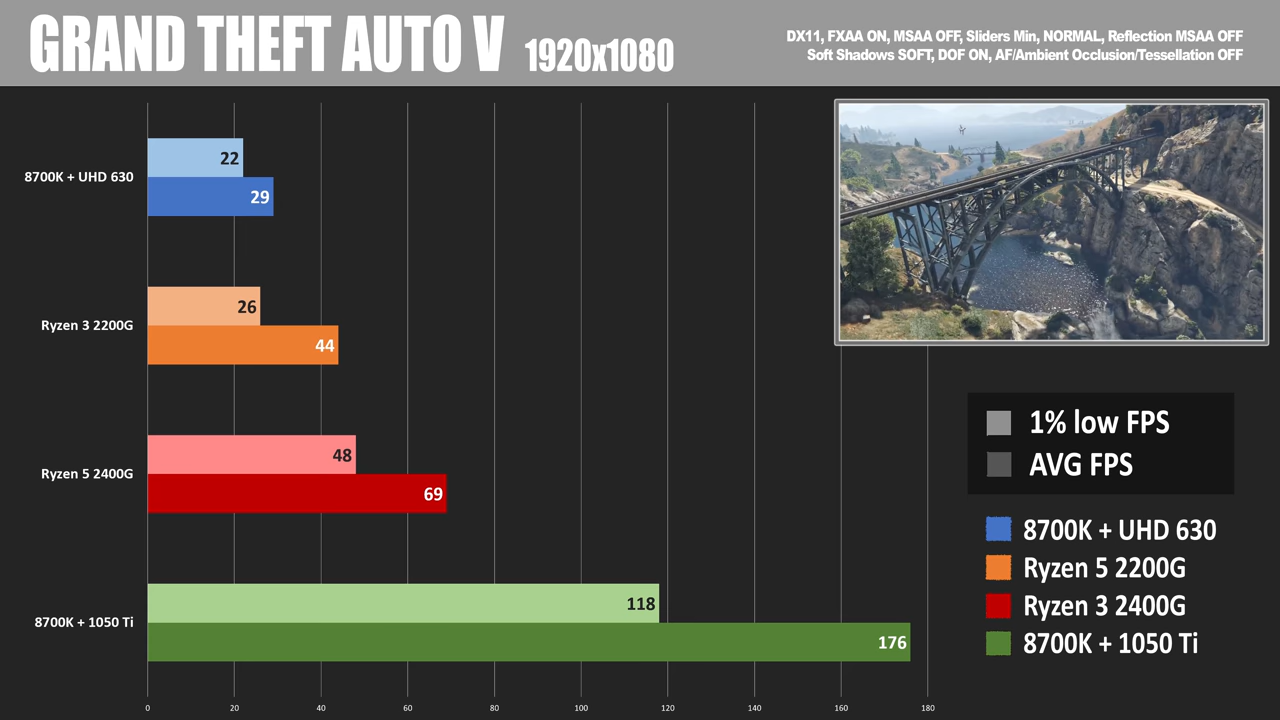 GRAND THEFT AUTO V 1920x1080
DX11, FXAA ON, MSAA OFF, Sliders Min, NORMAL, Reflection MSAA OFF
Soft Shadows SOFT, DOF ON, AF/Ambient Occlusion/Tessellation OFF
8700K + UHD 630
22
29
Ryzen 3 2200G
26
44
Ryzen 5 2400G
48
69
8700K + 1050 Ti
118
176
0 20 40 60 80 100 120 140 160 180
1% low FPS
AVG FPS
8700K + UHD 630
Ryzen 5 2200G
Ryzen 3 2400G
8700K + 1050 Ti